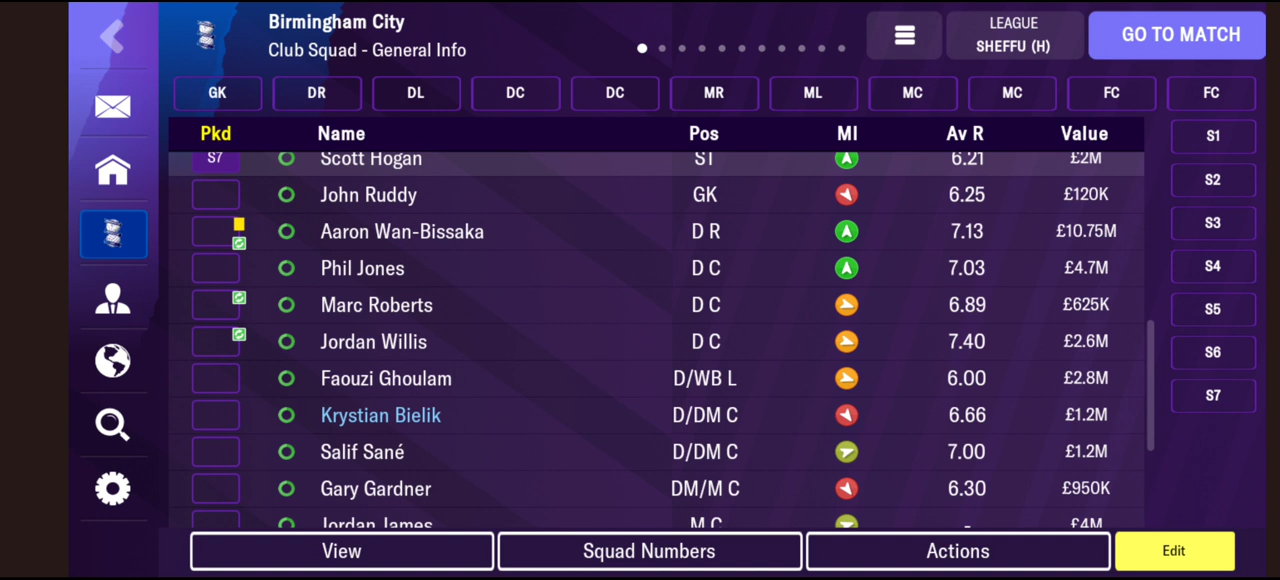 Birmingham City
Club Squad - General Info
LEAGUE
SHEFFU (H)
GO TO MATCH
GK DR DL DC DC MR ML MC MC FC FC
Pkd Name Pos MI Av R Value
S7 Scott Hogan ST 6.21 £2M
John Ruddy GK 6.25 £120K
Aaron Wan-Bissaka D R 7.13 £10.75M
Phil Jones D C 7.03 £4.7M
Marc Roberts D C 6.89 £625K
Jordan Willis D C 7.40 £2.6M
Faouzi Ghoulam D/WB L 6.00 £2.8M
Krystian Bielik D/DM C 6.66 £1.2M
Salif Sané D/DM C 7.00 £1.2M
Gary Gardner DM/M C 6.30 £950K
Jordan James M C - £4M
S1
S2
S3
S4
S5
S6
S7
View Squad Numbers Actions Edit